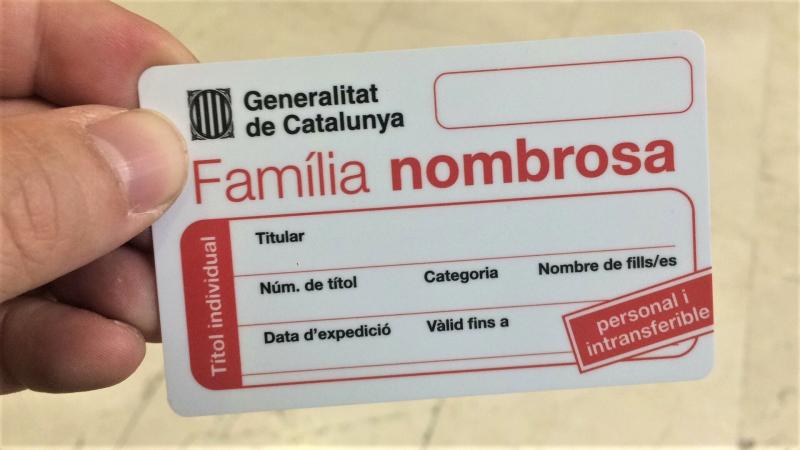 Generalitat
de Catalunya
Família nombrosa
Títol individual
Titular
Núm. de títol
Categoria
Nombre de fills/es
Data d'expedició
Vàlid fins a
personal i
intransferible